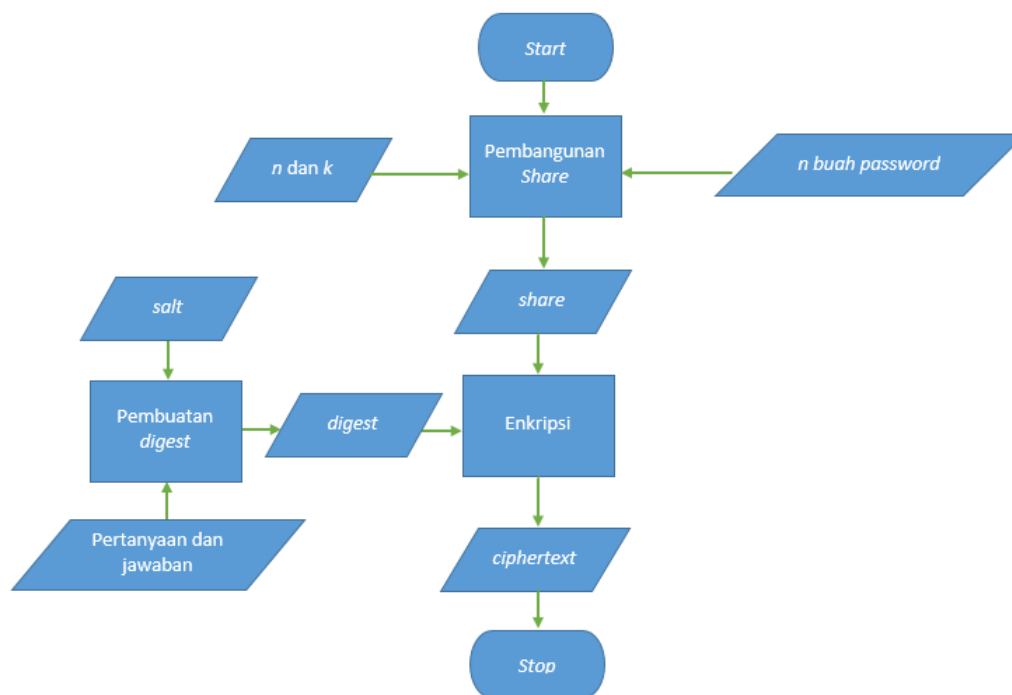 Start
n dan k
Pembangunan
Share
n buah password
salt
share
Pembuatan
digest
digest
Enkripsi
Pertanyaan dan
jawaban
ciphertext
Stop